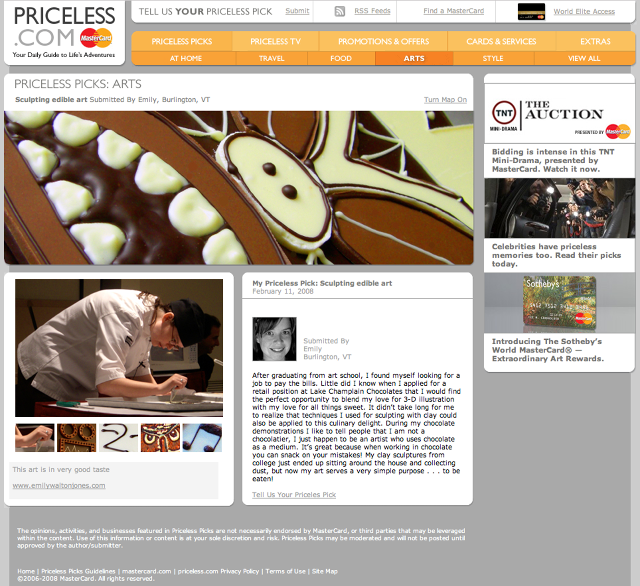 PRICELESS
.COM MasterCard
Your Daily Guide to Life's Adventures
TELL US YOUR PRICELESS PICK
Submit
RSS Feeds
Find a MasterCard
World Elite Access
PRICELESS PICKS
PRICELESS TV
PROMOTIONS & OFFERS
CARDS & SERVICES
EXTRAS
AT HOME
TRAVEL
FOOD
ARTS
STYLE
VIEW ALL
PRICELESS PICKS: ARTS
Sculpting edible art Submitted By Emily, Burlington, VT
Turn Map On
My Priceless Pick: Sculpting edible art
February 11, 2008
Submitted By
Emily
Burlington, VT
After graduating from art school, I found myself looking for a
job to pay the bills. Little did I know when I applied for a
retail position at Lake Champlain Chocolates that I would find
the perfect opportunity to blend my love for 3-D illustration
with my love for all things sweet. It didn't take long for me
to realize that techniques I used for sculpting with clay could
also be applied to this culinary delight. During my chocolate
demonstrations I like to tell people that I am not a
chocolatier, I just happen to be an artist who uses chocolate
as a medium. It's great because when working in chocolate
you can snack on your mistakes! My clay sculptures from
college just ended up sitting around the house and collecting
dust, but now my art serves a very simple purpose . . . to be
eaten!
Tell Us Your Priceles Pick
This art is in very good taste
www.emilywaltonjones.com
TNT
MINI-DRAMA
THE
AUCTION
PRESENTED BY MasterCard
Bidding is intense in this TNT
Mini-Drama, presented by
MasterCard. Watch it now.
Celebrities have priceless
memories too. Read their picks
today.
Sotheby's
MasterCard
Introducing The Sotheby's
World MasterCard® —
Extraordinary Art Rewards.
The opinions, activities, and businesses featured in Priceless Picks are not necessarily endorsed by MasterCard, or third parties that may be leveraged
within the content. Use of this information or content is at your sole discretion and risk. Priceless Picks may be moderated and will not be posted until
approved by the author/submitter.
Home | Priceless Picks Guidelines | mastercard.com | priceless.com Privacy Policy | Terms of Use | Site Map
©2006-2008 MasterCard. All rights reserved.